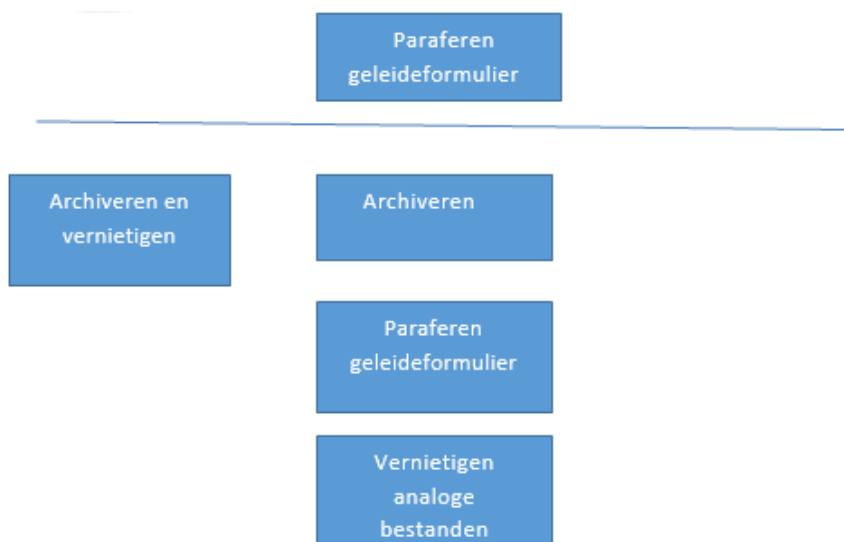 Paraferen
geleideformulier
Archiveren en
vernietigen
Archiveren
Paraferen
geleideformulier
Vernietigen
analoge
bestanden